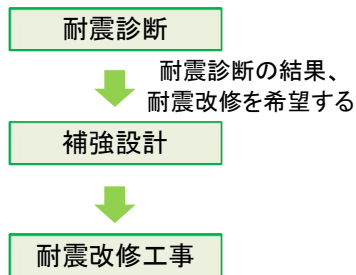 耐震診断
耐震診断の結果、
耐震改修を希望する
補強設計
耐震改修工事